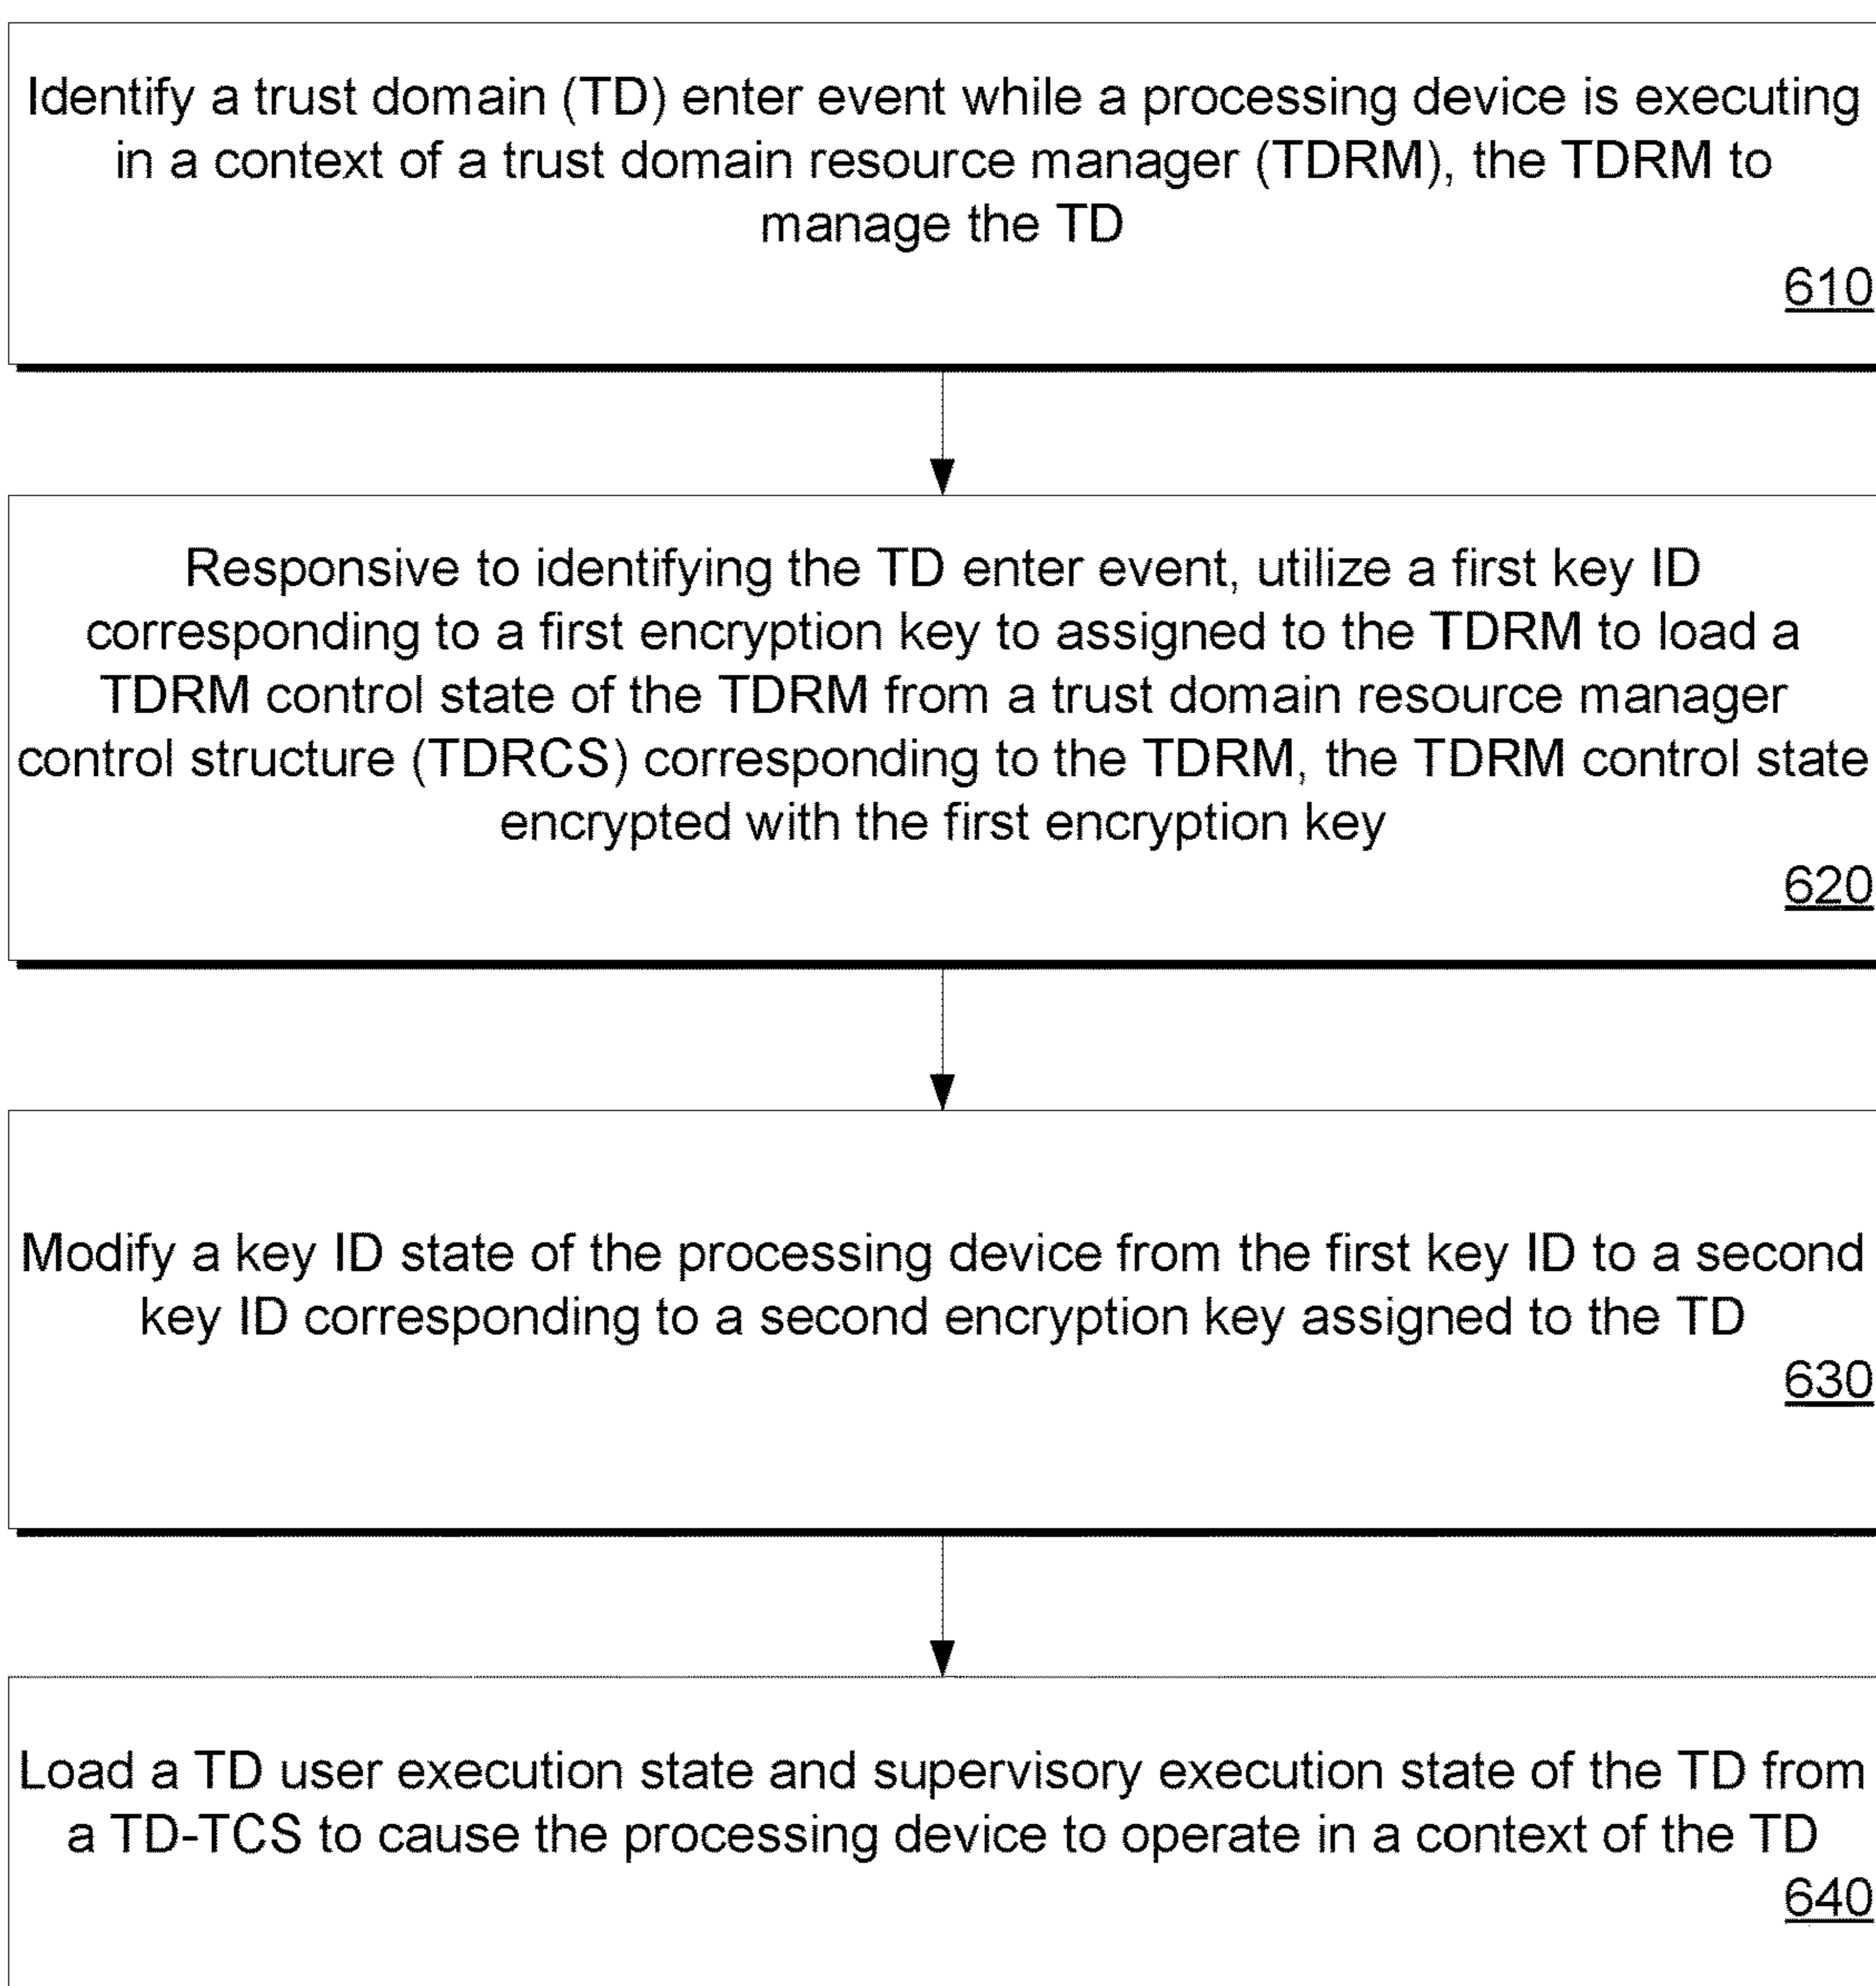 Identify a trust domain (TD) enter event while a processing device is executing
in a context of a trust domain resource manager (TDRM), the TDRM to
manage the TD
610
Responsive to identifying the TD enter event, utilize a first key ID
corresponding to a first encryption key to assigned to the TDRM to load a
TDRM control state of the TDRM from a trust domain resource manager
control structure (TDRCS) corresponding to the TDRM, the TDRM control state
encrypted with the first encryption key
620
Modify a key ID state of the processing device from the first key ID to a second
key ID corresponding to a second encryption key assigned to the TD
630
Load a TD user execution state and supervisory execution state of the TD from
a TD-TCS to cause the processing device to operate in a context of the TD
640